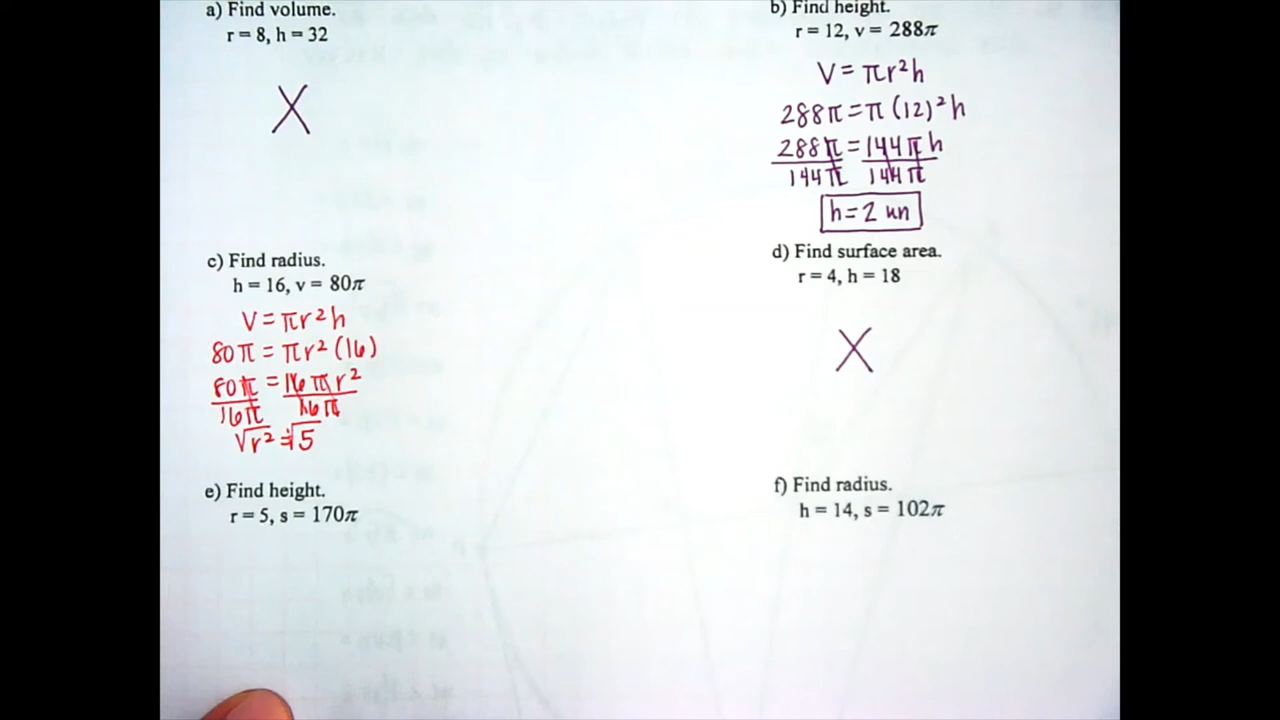 a) Find volume.
r = 8, h = 32
X
b) Find height.
r = 12, v = 288π
V = πr²h
288π = π(12)²h
288π = 144πh
144π 144π
h = 2 un
c) Find radius.
h = 16, v = 80π
V = πr²h
80π = πr²(16)
80π = 16πr²
16π 16π
√r² = √5
d) Find surface area.
r = 4, h = 18
X
e) Find height.
r = 5, s = 170π
f) Find radius.
h = 14, s = 102π